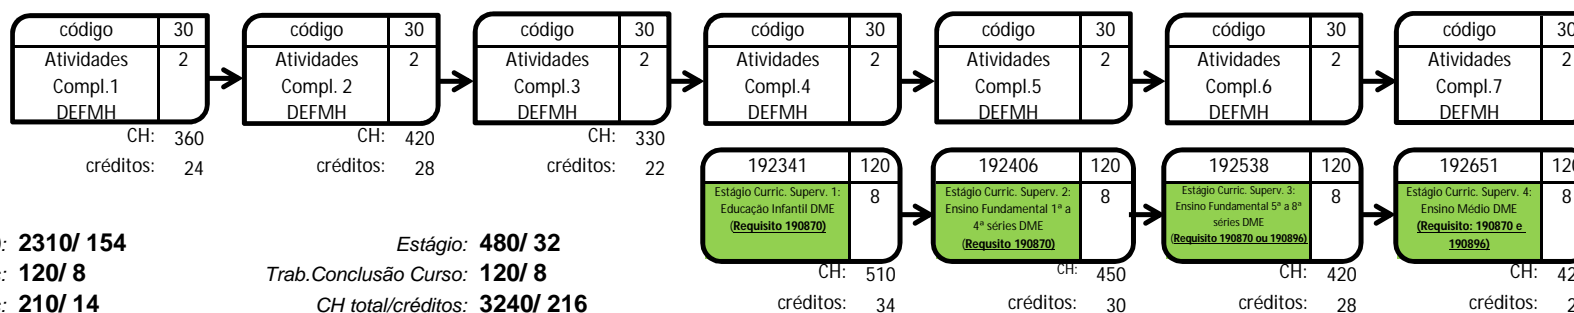 código 30 código 30 código 30 código 30 código 30 código 30 código 30
Atividades 2 Atividades 2 Atividades 2 Atividades 2 Atividades 2 Atividades 2 Atividades 2
Compl.1 Compl. 2 Compl.3 Compl.4 Compl.5 Compl.6 Compl.7
DEFMH DEFMH DEFMH DEFMH DEFMH DEFMH DEFMH
CH: 360 CH: 420 CH: 330
créditos: 24 créditos: 28 créditos: 22
192341 120 192406 120 192538 120 192651
Estágio Curric. Superv. 1: 8 Estágio Curric. Superv. 2: 8 Estágio Curric. Superv. 3: 8 Estágio Curric. Superv. 4: 8
Educação Infantil DME Ensino Fundamental 1ª a Ensino Fundamental 5ª a 8ª Ensino Médio DME
(Requisito 190870) 4ª séries DME séries DME (Requisito: 190870 e
(Requsito 190870) (Requisito 190870 ou 190896) 190896)
: 2310/ 154 Estágio: 480/ 32
: 120/ 8 Trab.Conclusão Curso: 120/ 8
: 210/ 14 CH total/créditos: 3240/ 216
CH: 510 CH: 450 CH: 420 CH:
créditos: 34 créditos: 30 créditos: 28 créditos: